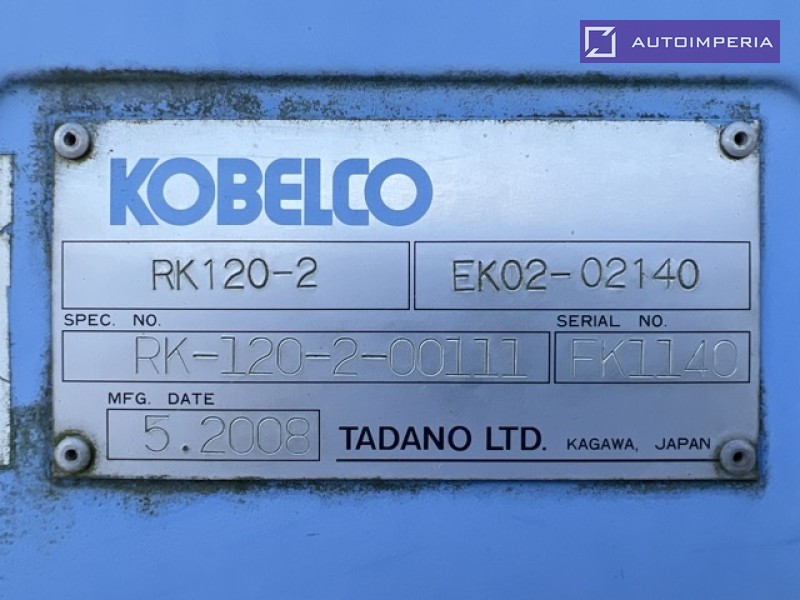 AUTOIMPERIA
KOBELCO
RK120-2 EK02-02140
SPEC. NO. SERIAL NO.
RK-120-2-00111 FK1140
MFG. DATE
5.2008 TADANO LTD. KAGAWA, JAPAN